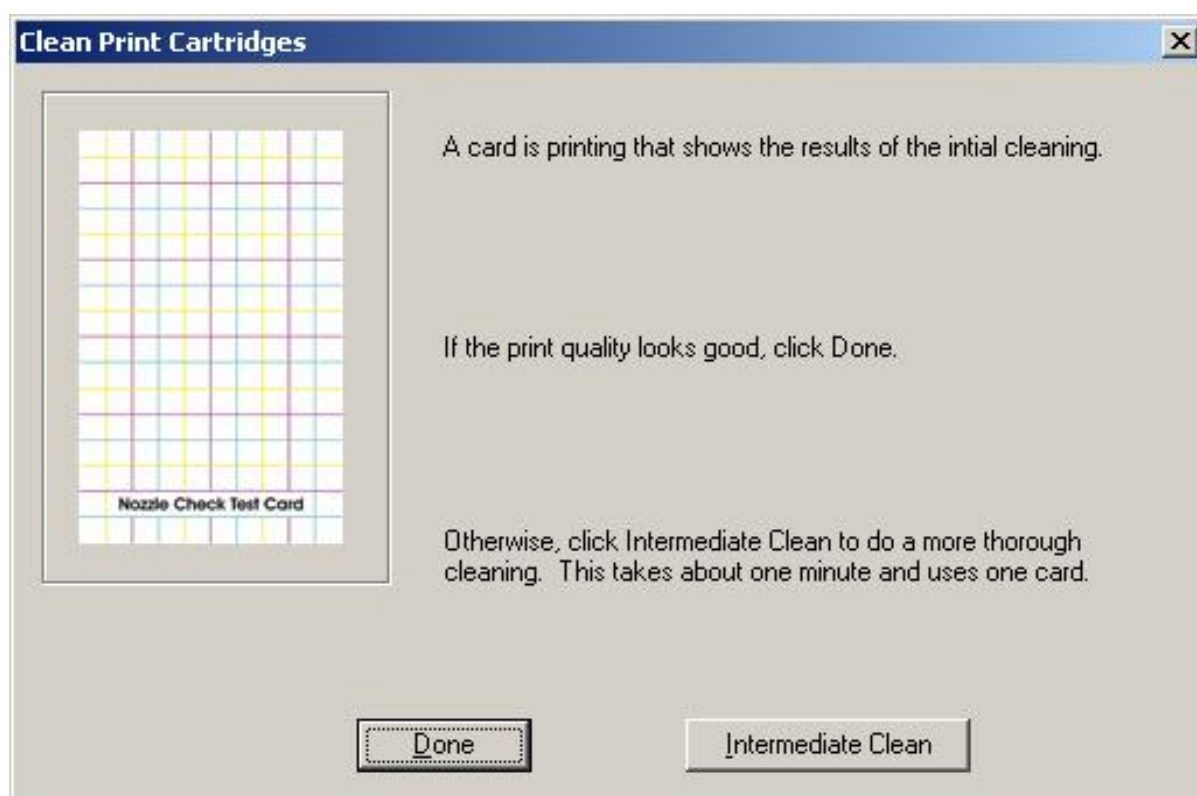 Clean Print Cartridges
A card is printing that shows the results of the intial cleaning.
If the print quality looks good, click Done.
Nozzle Check Test Card
Otherwise, click Intermediate Clean to do a more thorough
cleaning.  This takes about one minute and uses one card.
Done
Intermediate Clean